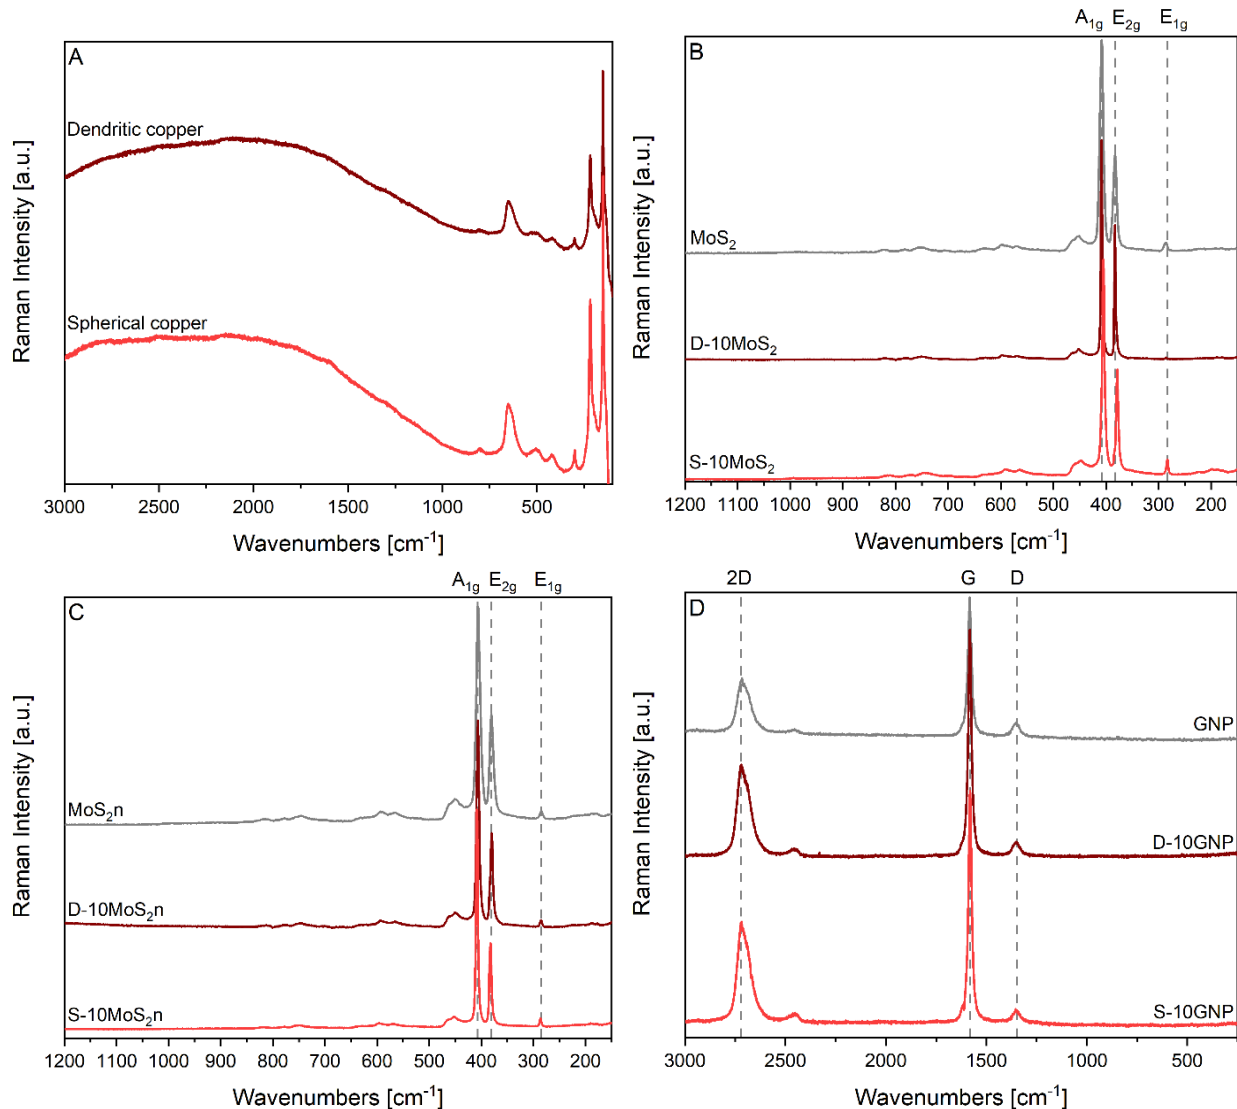 A
Dendritic copper
Spherical copper
Raman Intensity [a.u.]
3000 2500 2000 1500 1000 500
Wavenumbers [cm⁻¹]
A₁g E₂g E₁g
B
MoS₂
D-10MoS₂
S-10MoS₂
Raman Intensity [a.u.]
1200 1100 1000 900 800 700 600 500 400 300 200
Wavenumbers [cm⁻¹]
A₁g E₂g E₁g
C
MoS₂n
D-10MoS₂n
S-10MoS₂n
Raman Intensity [a.u.]
1200 1100 1000 900 800 700 600 500 400 300 200
Wavenumbers [cm⁻¹]
2D G D
D
GNP
D-10GNP
S-10GNP
Raman Intensity [a.u.]
3000 2500 2000 1500 1000 500
Wavenumbers [cm⁻¹]